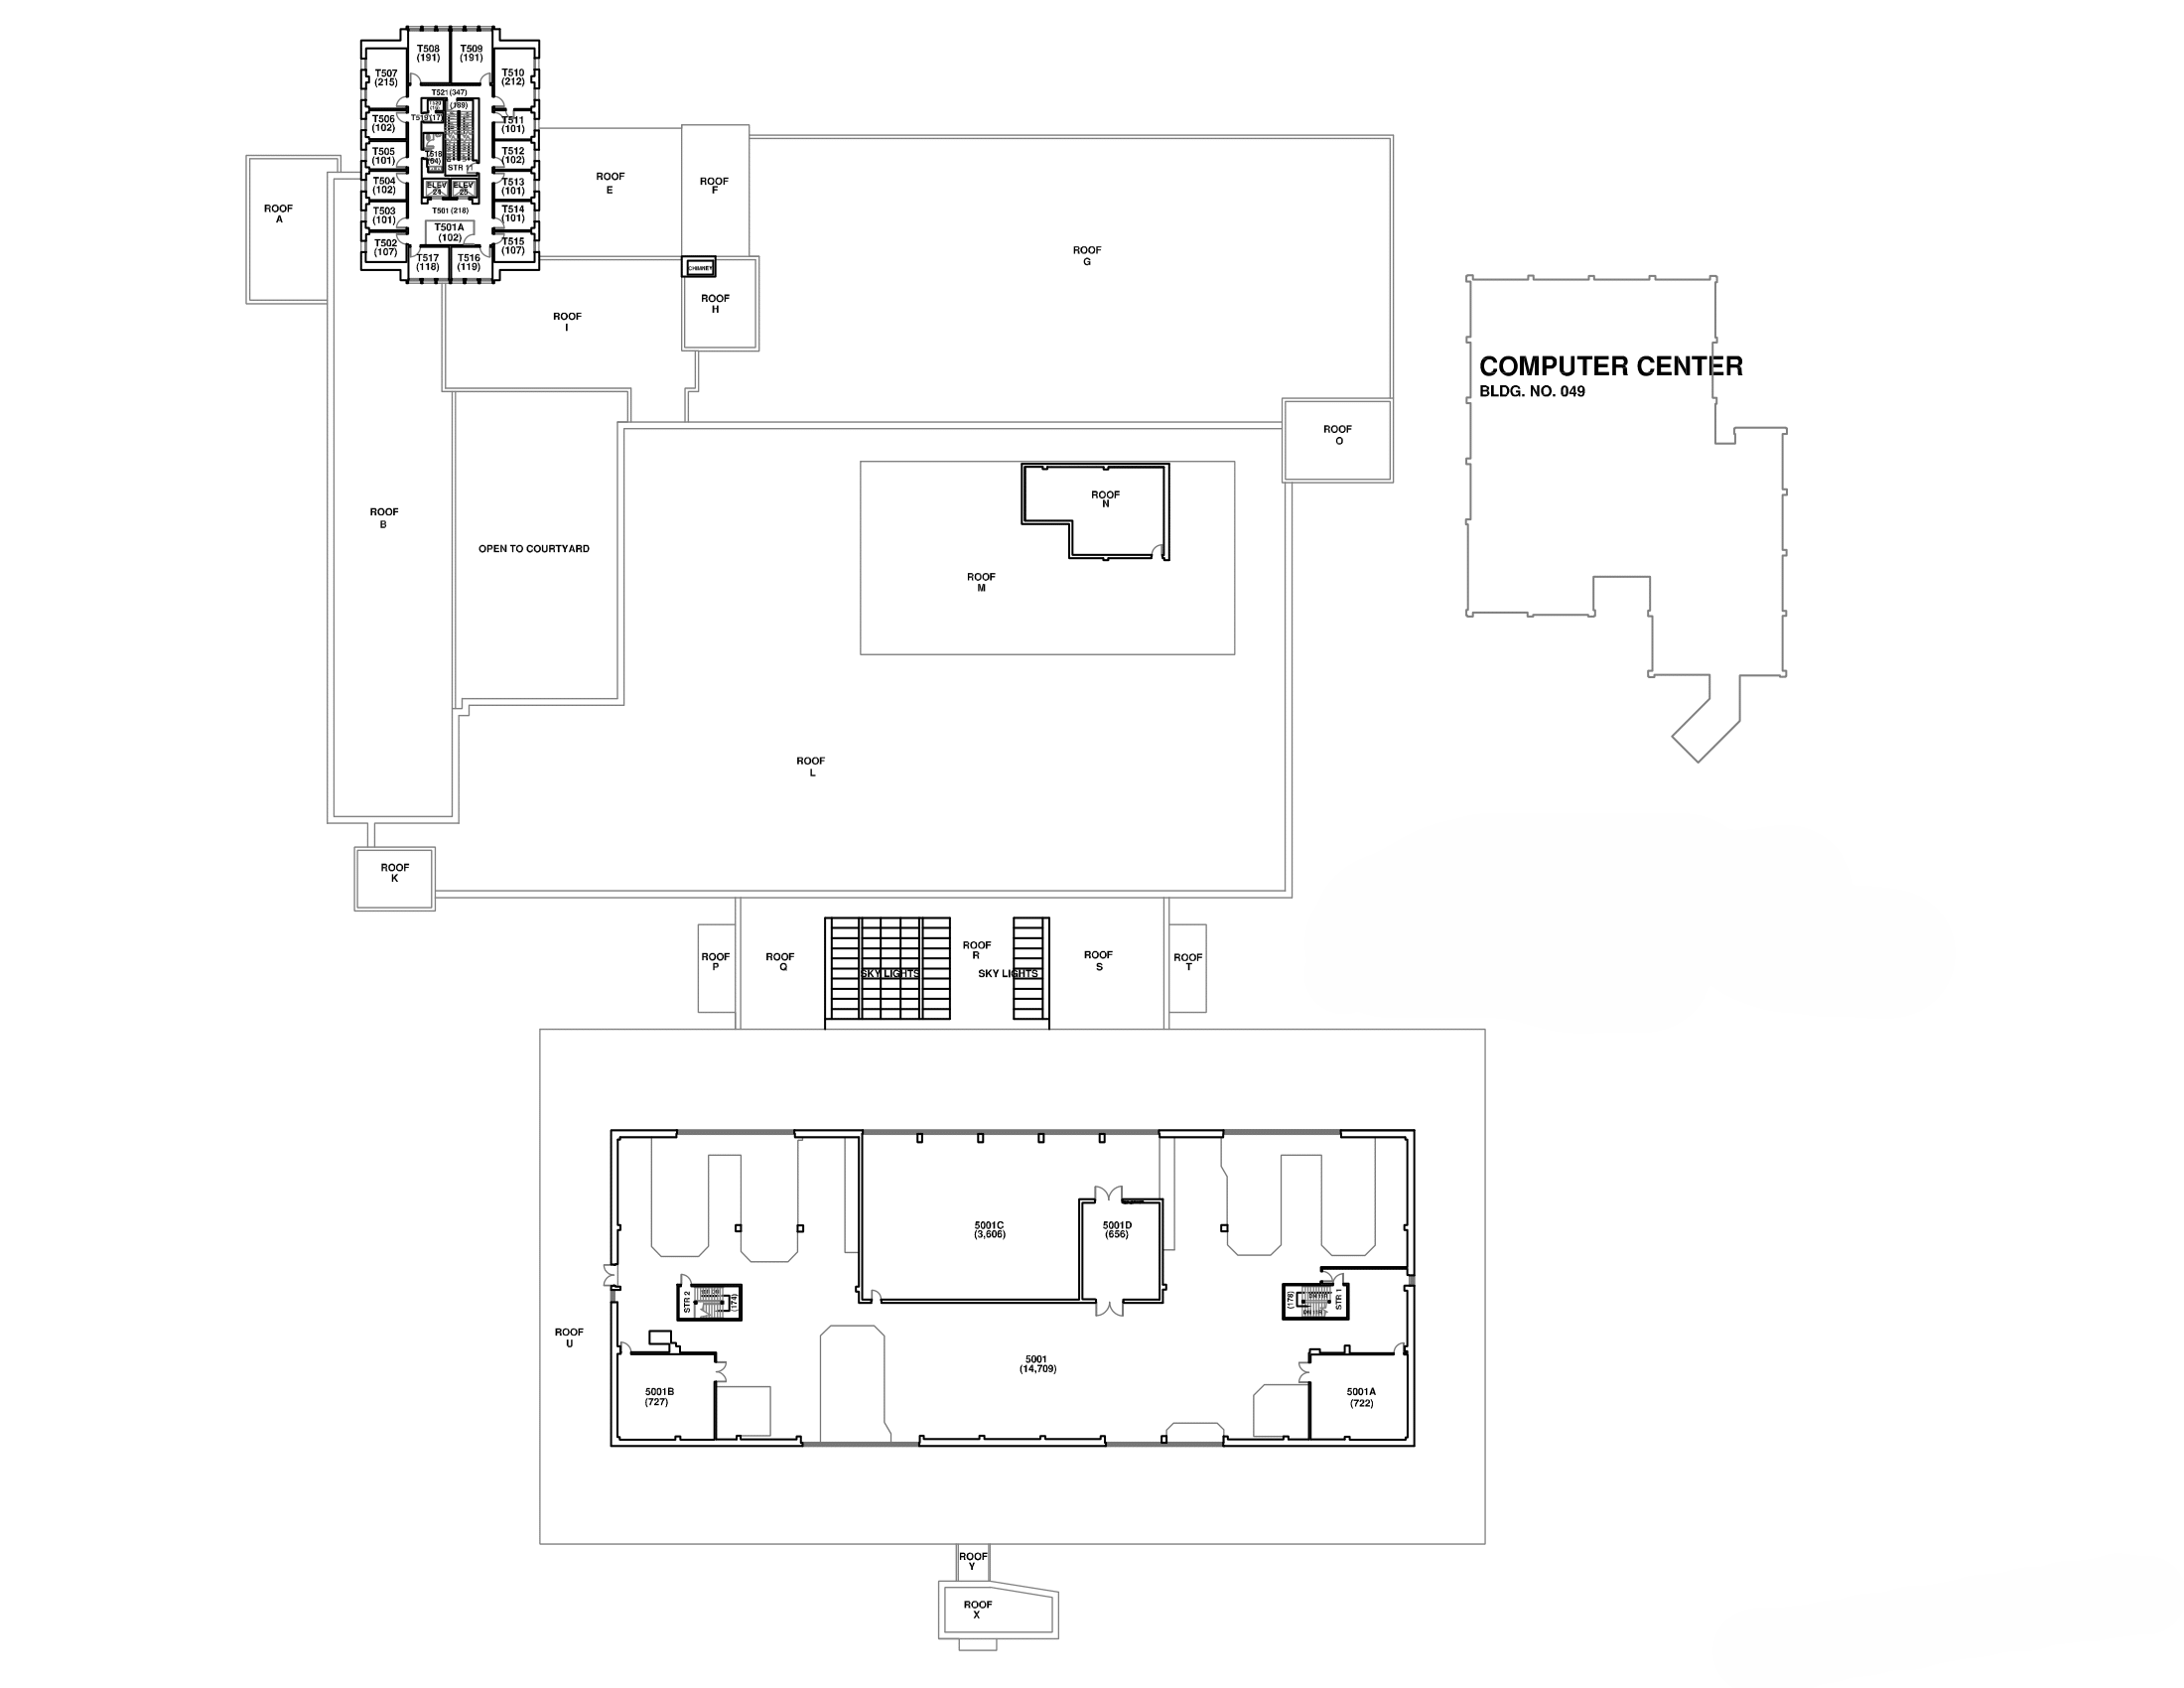 T508
(191)
T509
(191)
T507
(215)
T510
(212)
T521 (347)
(169)
T519 (17)
T506
(102)
T511
(101)
T505
(101)
T512
(102)
T518
(64)
STR 11
T504
(102)
ELEV
24
ELEV
25
T513
(101)
T503
(101)
T501 (218)
T514
(101)
T501A
(102)
T502
(107)
T515
(107)
T517
(118)
T516
(119)
ROOF
A
ROOF
E
ROOF
F
ROOF
G
CHIMNEY
ROOF
H
ROOF
I
COMPUTER CENTER
BLDG. NO. 049
ROOF
O
ROOF
B
ROOF
N
OPEN TO COURTYARD
ROOF
M
ROOF
L
ROOF
K
ROOF
P
ROOF
Q
SKY LIGHTS
ROOF
R
SKY LIGHTS
ROOF
S
ROOF
T
5001C
(3,606)
5001D
(656)
STR 2
(174)
(176)
STR 1
ROOF
U
5001
(14,709)
5001B
(727)
5001A
(722)
ROOF
Y
ROOF
X